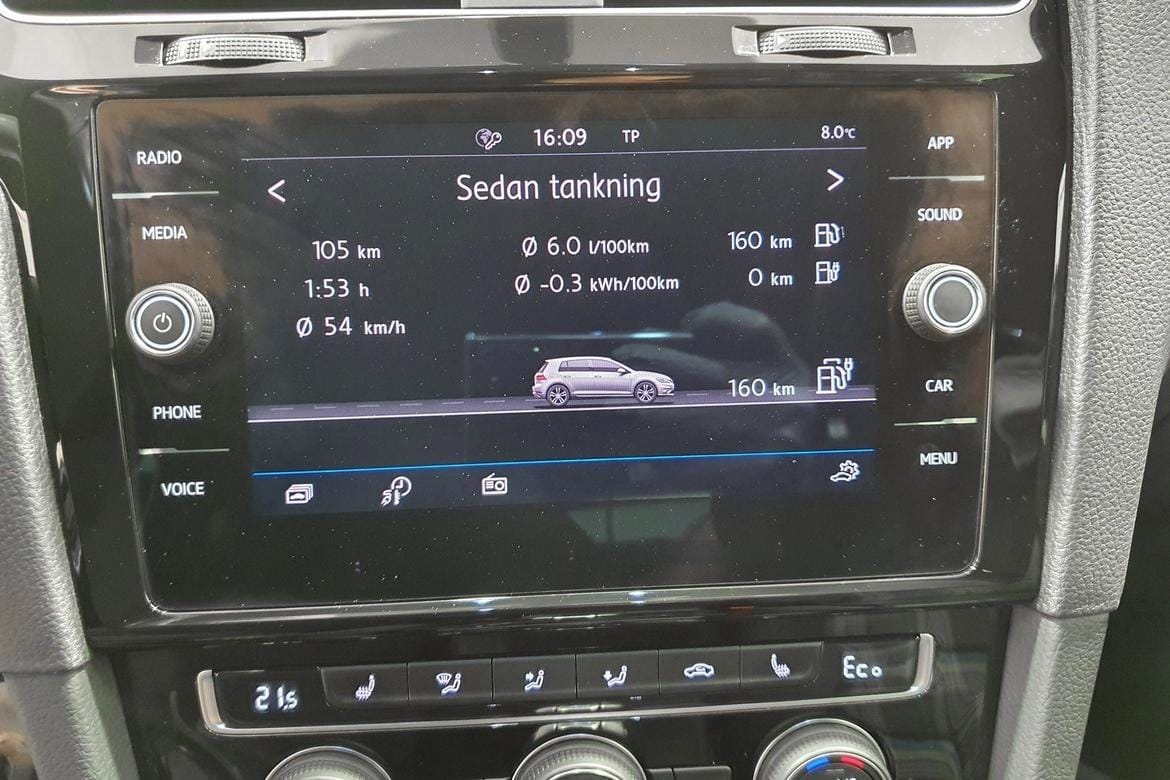 16:09 TP 8.0°C
RADIO
APP
Sedan tankning
MEDIA
SOUND
105 km
Ø 6.0 l/100km
160 km
1:53 h
Ø -0.3 kWh/100km
0 km
Ø 54 km/h
160 km
PHONE
CAR
VOICE
MENU
21.5
Eco